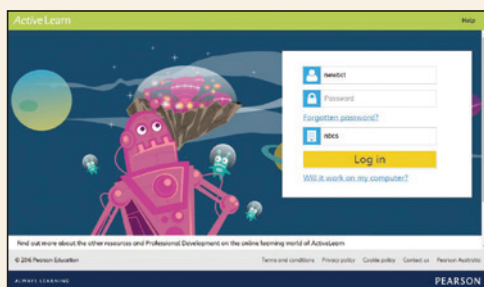 ActiveLearn Help
newbct
Password
Forgotten password?
nbcs
Log in
Will it work on my computer?
Find out more about the other resources and Professional Development on the online learning world of ActiveLearn
© 2016 Pearson Education Terms and conditions Privacy policy Cookie policy Contact us Pearson Australia
ALWAYS LEARNING PEARSON